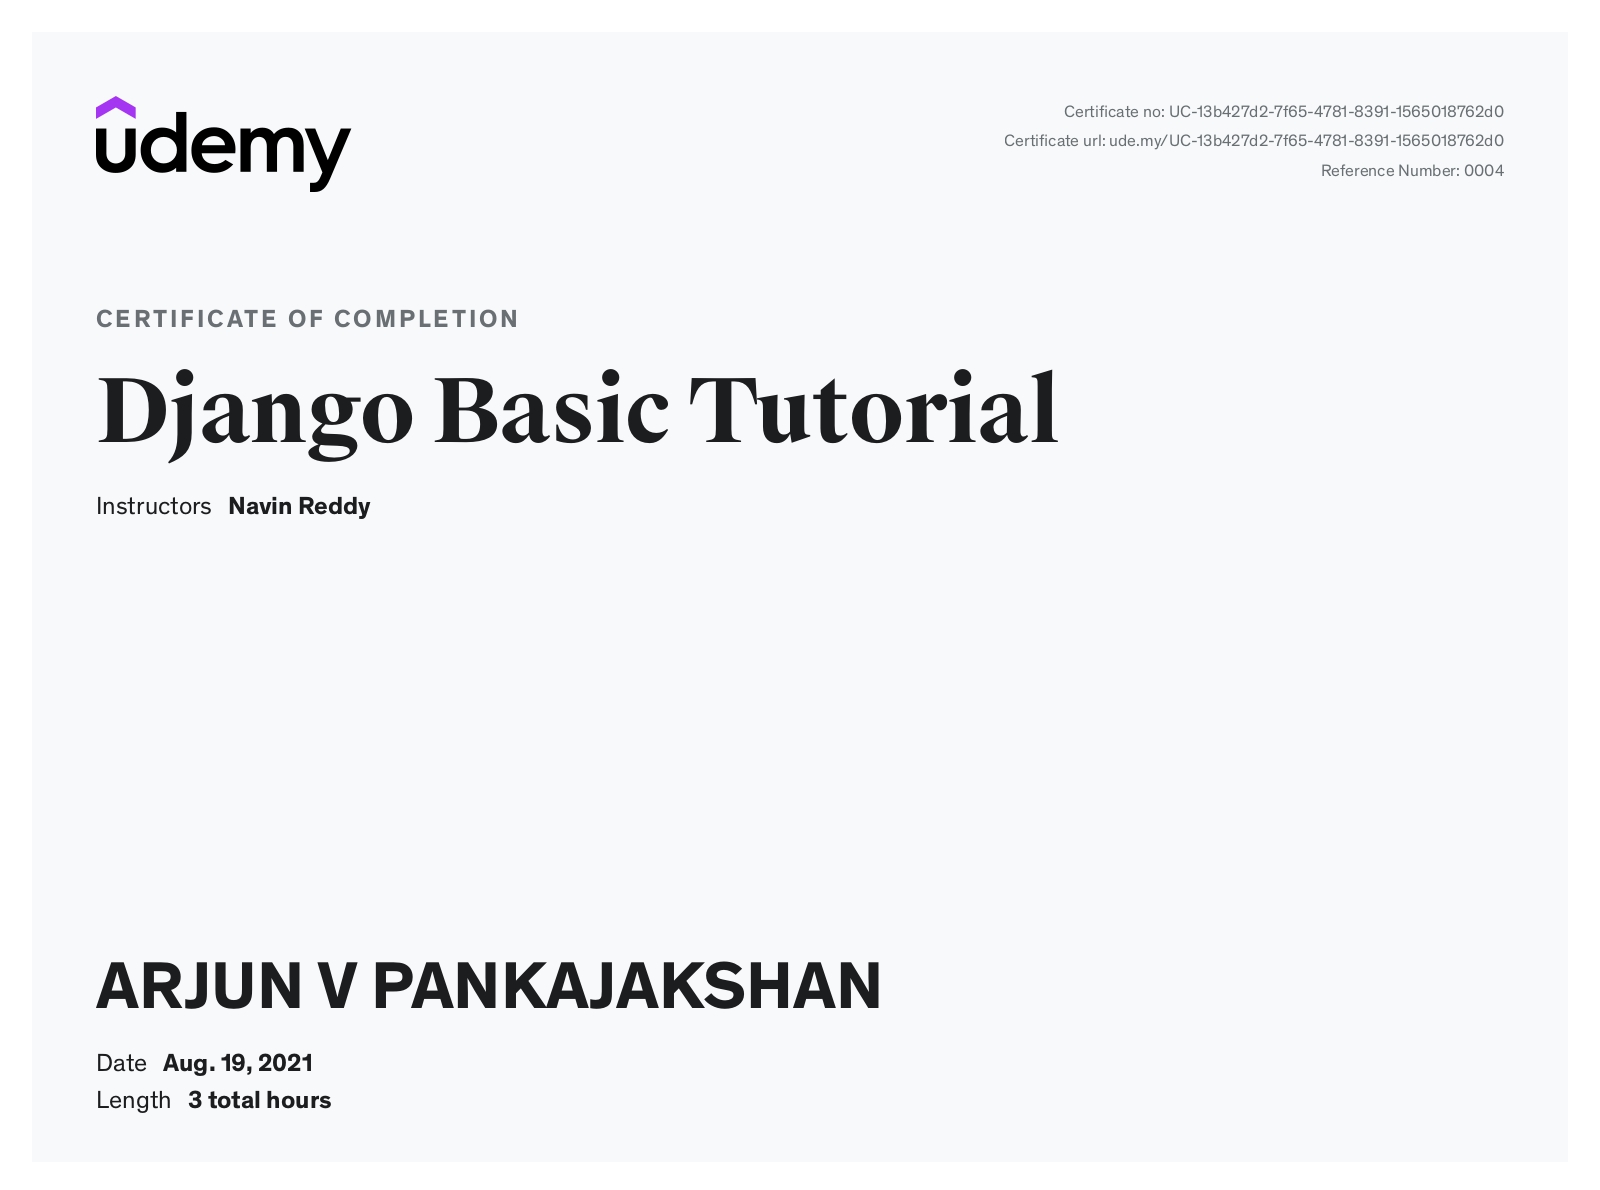 udemy
Certificate no: UC-13b427d2-7f65-4781-8391-1565018762d0
Certificate url: ude.my/UC-13b427d2-7f65-4781-8391-1565018762d0
Reference Number: 0004
CERTIFICATE OF COMPLETION
Django Basic Tutorial
Instructors Navin Reddy
ARJUN V PANKAJAKSHAN
Date Aug. 19, 2021
Length 3 total hours